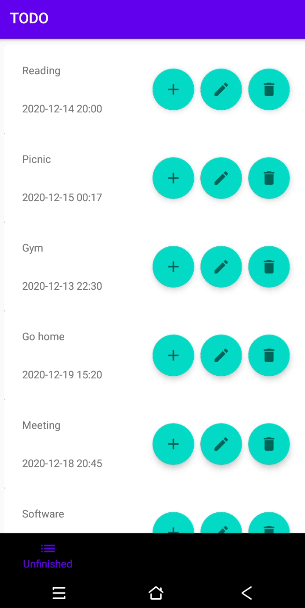 TODO
Reading
2020-12-14 20:00
Picnic
2020-12-15 00:17
Gym
2020-12-13 22:30
Go home
2020-12-19 15:20
Meeting
2020-12-18 20:45
Software
Unfinished